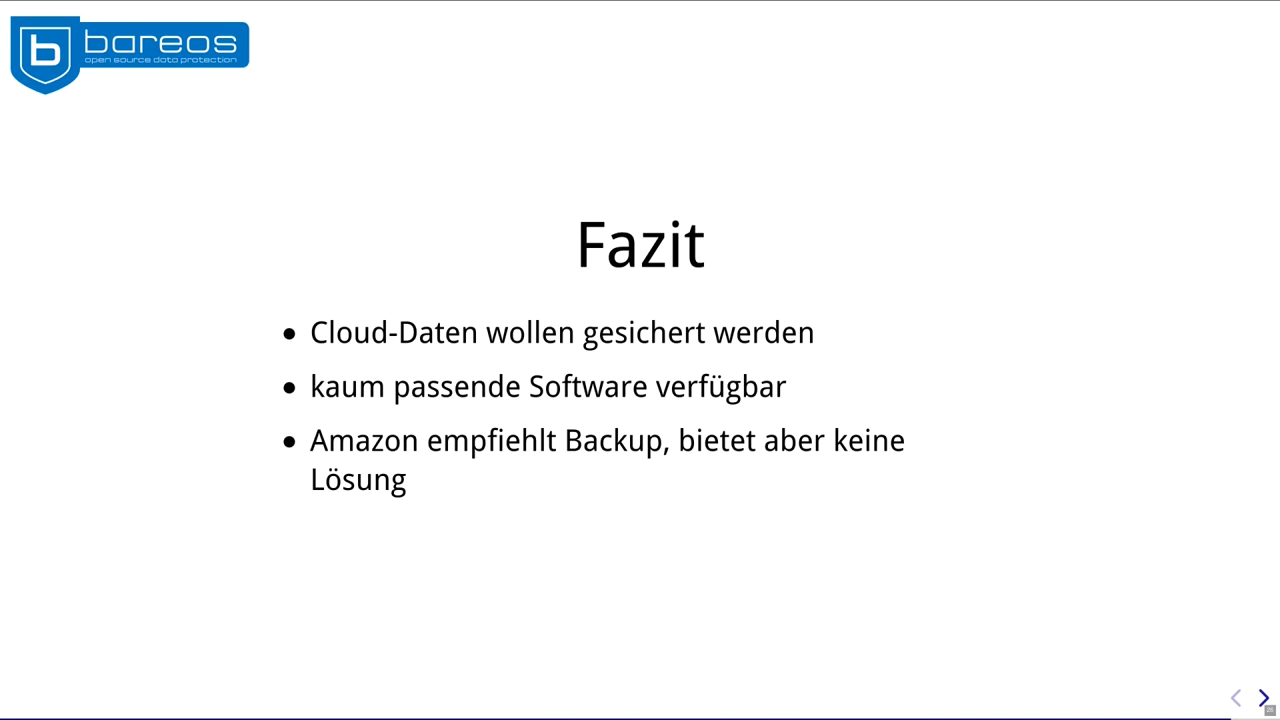 b bareos
open source data protection
Fazit
• Cloud-Daten wollen gesichert werden
• kaum passende Software verfügbar
• Amazon empfiehlt Backup, bietet aber keine
Lösung